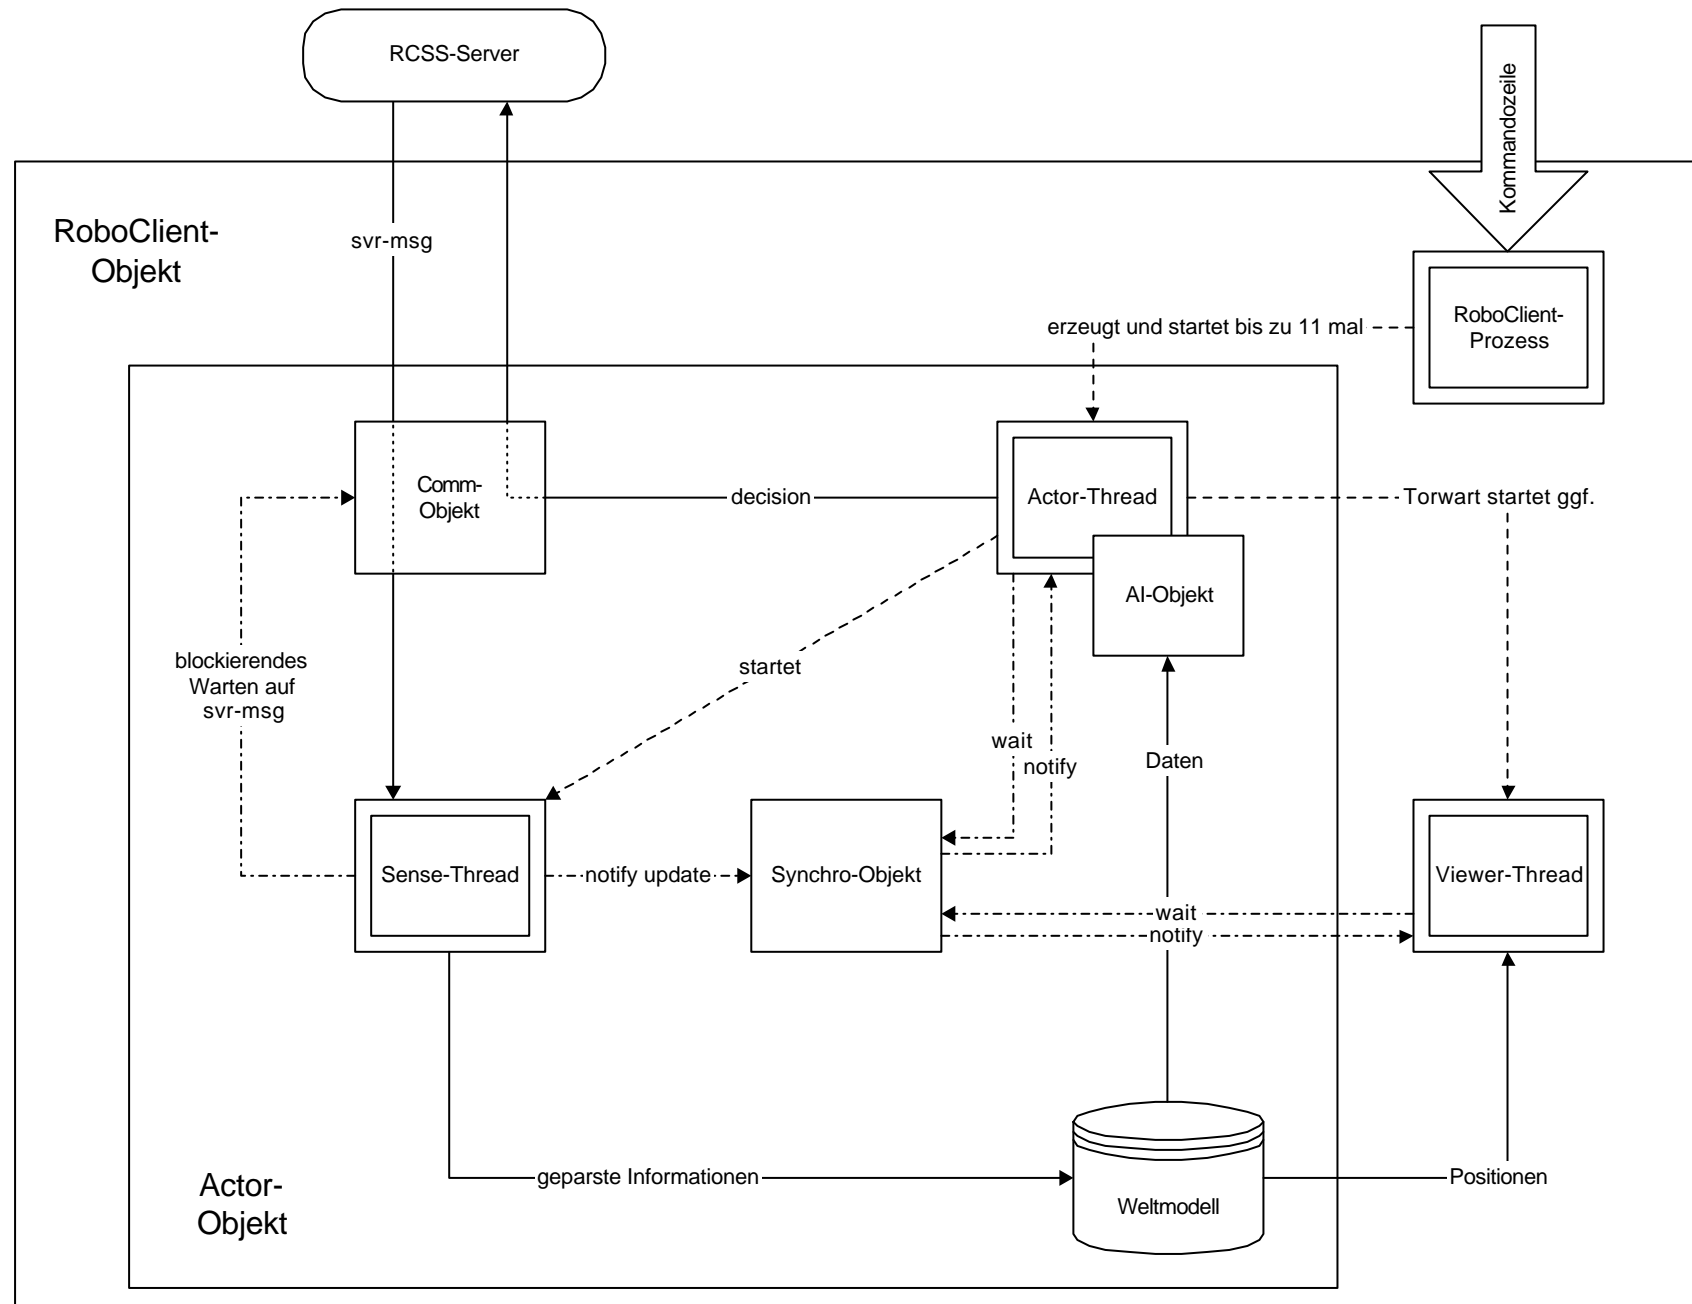 RCSS-Server
Kommandozeile
RoboClient-
Objekt
svr-msg
RoboClient-
Prozess
erzeugt und startet bis zu 11 mal
Comm-
Objekt
decision
Actor-Thread
Torwart startet ggf.
AI-Objekt
blockierendes
Warten auf
svr-msg
startet
wait
notify
Daten
Sense-Thread
notify update
Synchro-Objekt
Viewer-Thread
wait
notify
geparste Informationen
Positionen
Weltmodell
Actor-
Objekt